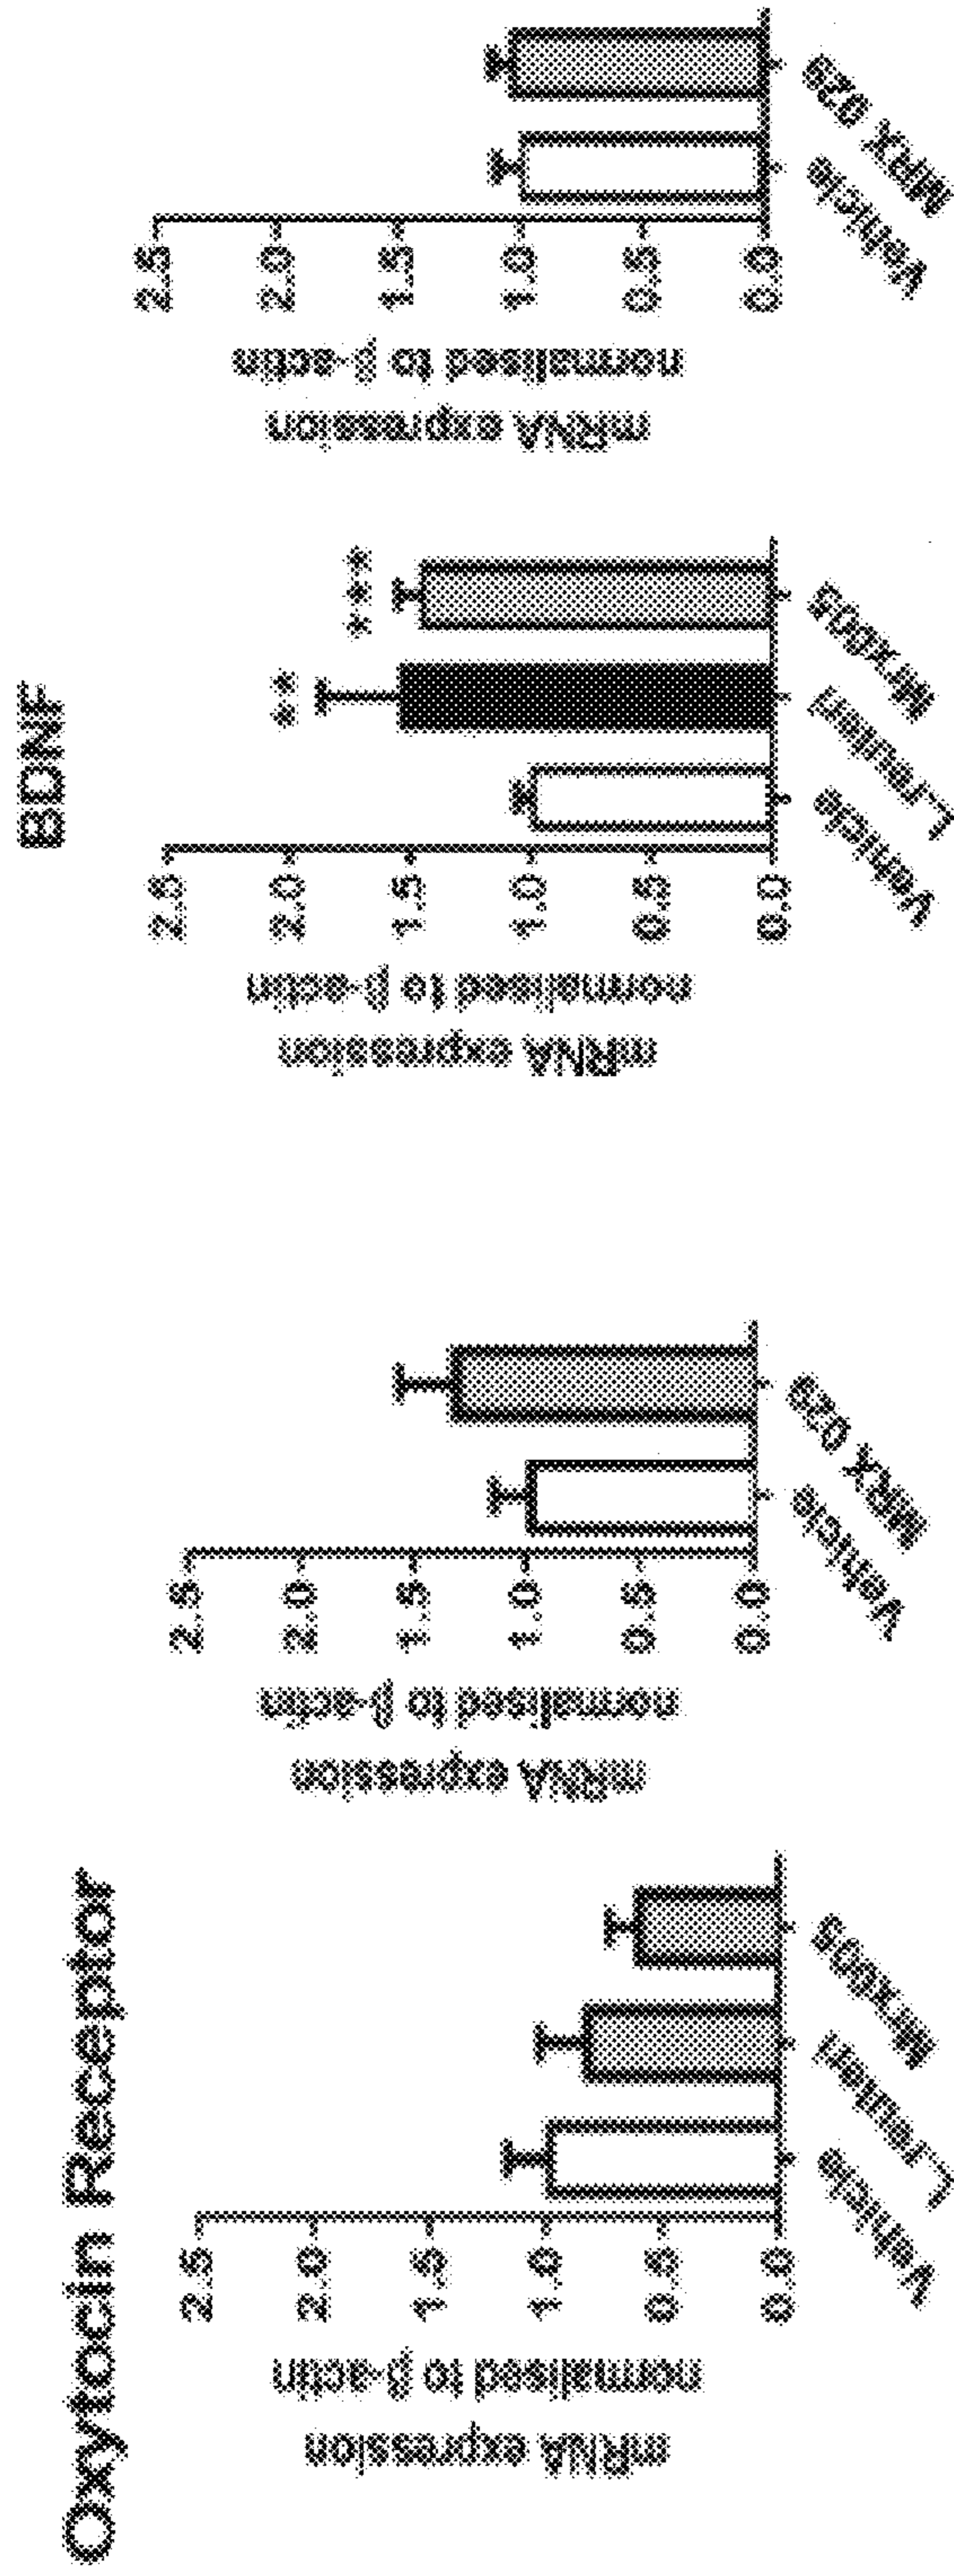 Oxytocin Receptor
mRNA expression
normalised to β-actin
2.5
2.0
1.5
1.0
0.5
0.0
Vehicle
L.reuteri
Mrx005
mRNA expression
normalised to β-actin
2.5
2.0
1.5
1.0
0.5
0.0
Vehicle
MRX 029
BDNF
mRNA expression
normalised to β-actin
2.5
2.0
1.5
1.0
0.5
0.0
**
***
Vehicle
L.reuteri
Mrx005
mRNA expression
normalised to β-actin
2.5
2.0
1.5
1.0
0.5
0.0
Vehicle
MRX 029